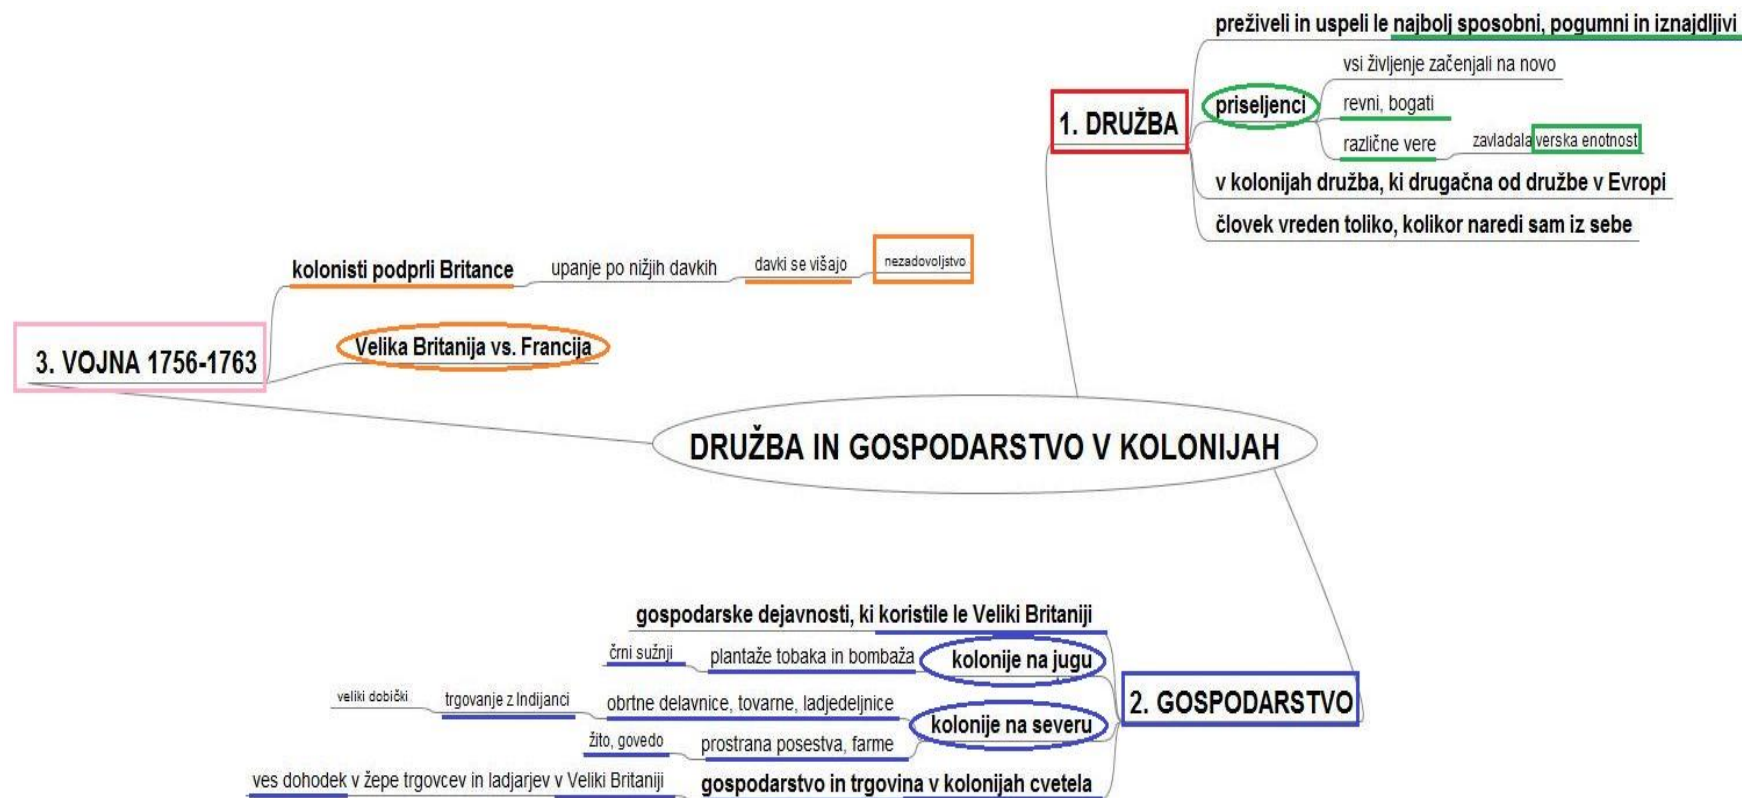 DRUŽBA IN GOSPODARSTVO V KOLONIJAH
1. DRUŽBA
preživeli in uspeli le najbolj sposobni, pogumni in iznajdljivi
priseljenci
vsi življenje začenjali na novo
revni, bogati
različne vere
zavladala verska enotnost
v kolonijah družba, ki drugačna od družbe v Evropi
človek vreden toliko, kolikor naredi sam iz sebe
2. GOSPODARSTVO
gospodarske dejavnosti, ki koristile le Veliki Britaniji
kolonije na jugu
plantaže tobaka in bombaža
črni sužnji
kolonije na severu
obrtne delavnice, tovarne, ladjedeljnice
trgovanje z Indijanci
veliki dobički
prostrana posestva, farme
žito, govedo
gospodarstvo in trgovina v kolonijah cvetela
ves dohodek v žepe trgovcev in ladjarjev v Veliki Britaniji
3. VOJNA 1756-1763
kolonisti podprli Britance
upanje po nižjih davkih
davki se višajo
nezadovoljstvo
Velika Britanija vs. Francija